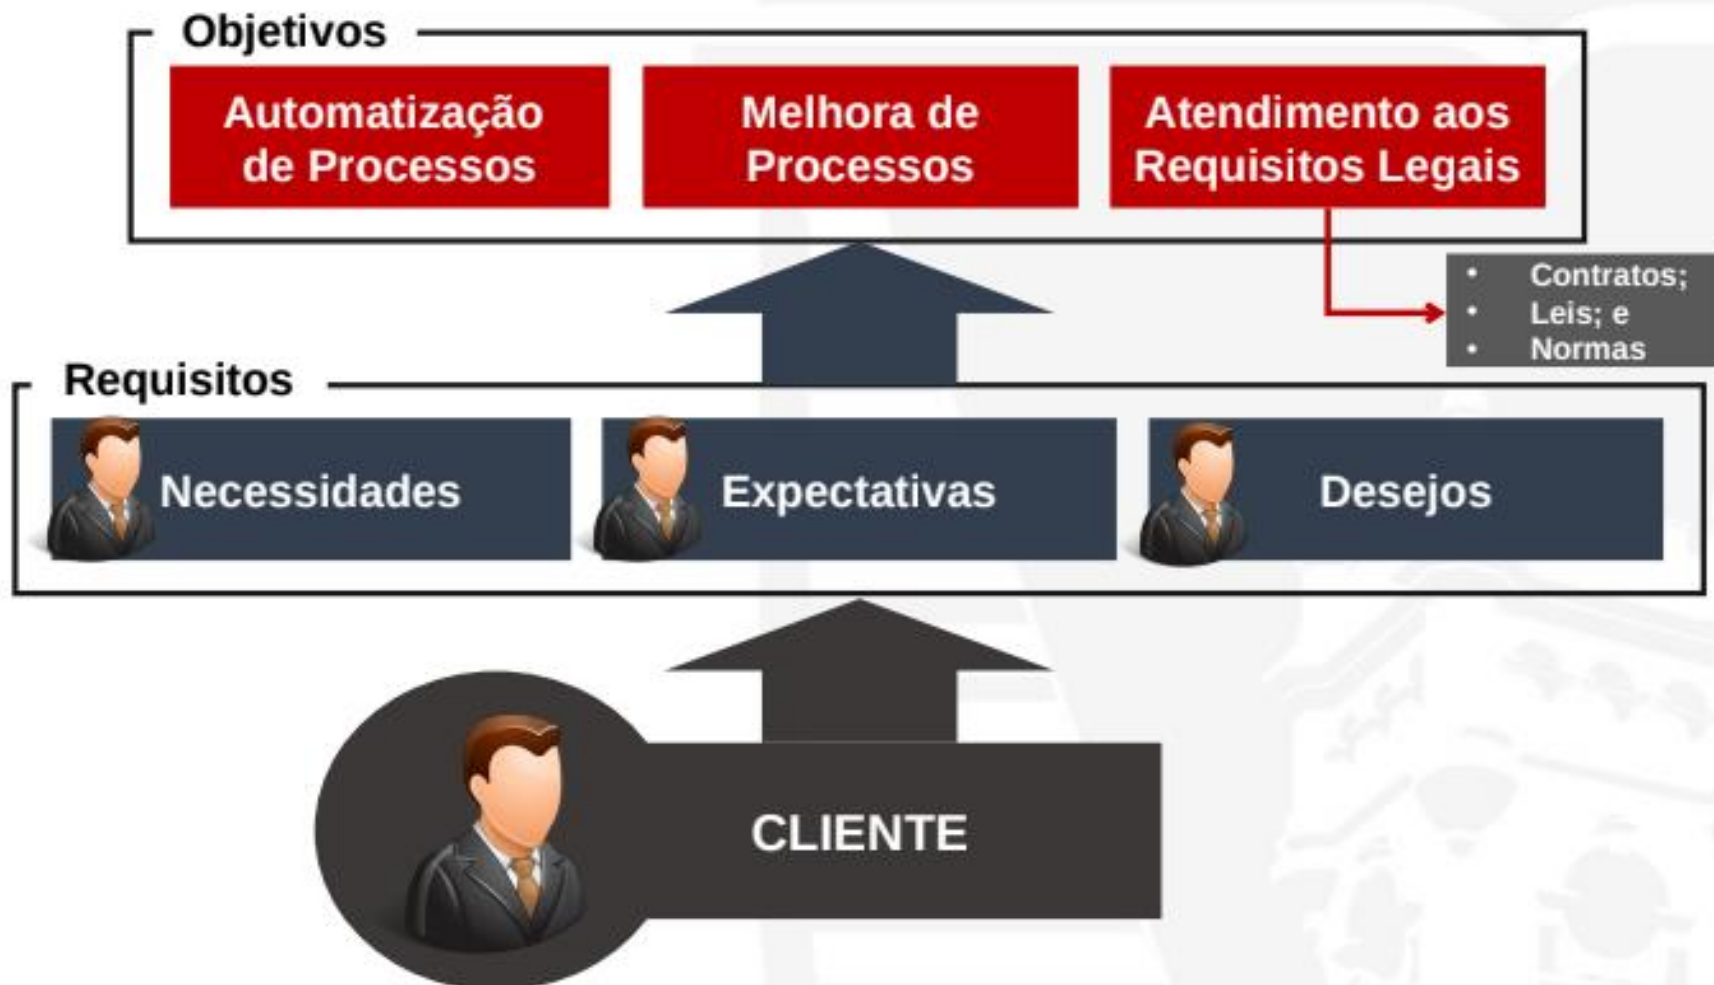 Objetivos
Automatização
de Processos
Melhora de
Processos
Atendimento aos
Requisitos Legais
• Contratos;
• Leis; e
• Normas
Requisitos
Necessidades
Expectativas
Desejos
CLIENTE